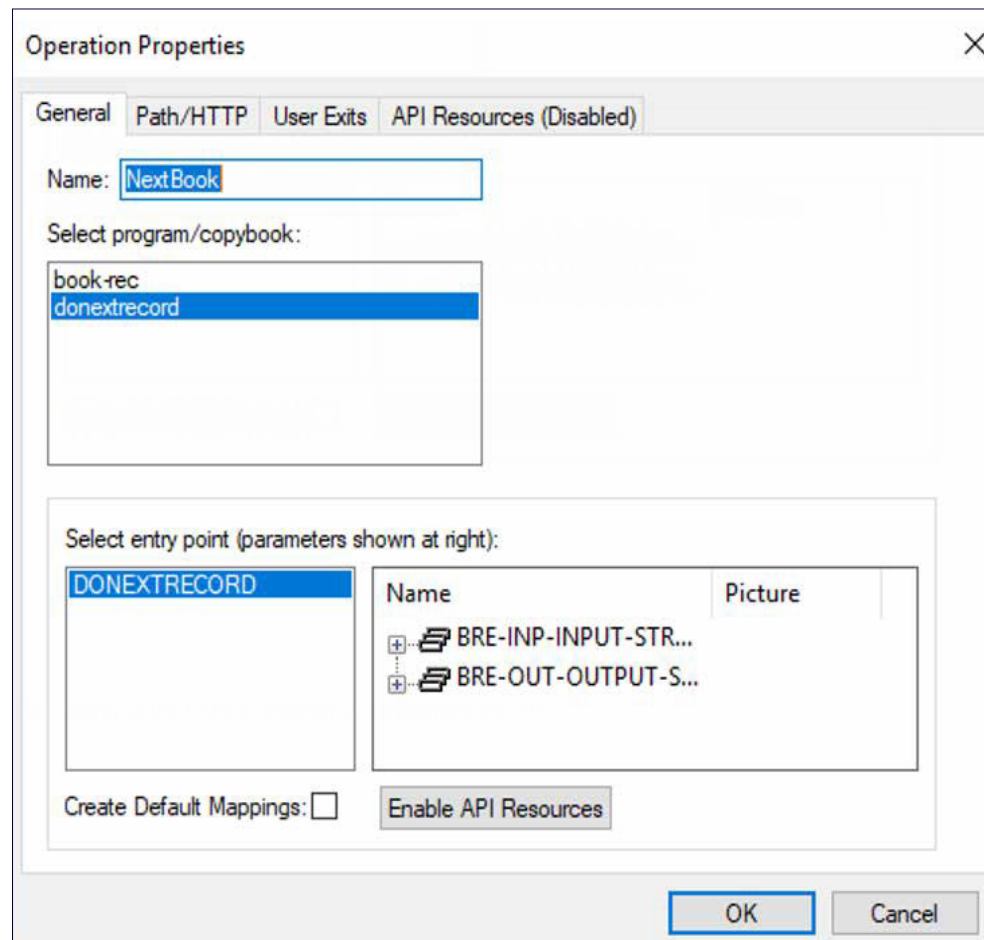 Operation Properties
General Path/HTTP User Exits API Resources (Disabled)
Name: NextBook
Select program/copybook:
book-rec
donextrecord
Select entry point (parameters shown at right):
DONEXTRECORD Name Picture
BRE-INP-INPUT-STR...
BRE-OUT-OUTPUT-S...
Create Default Mappings: Enable API Resources
OK Cancel